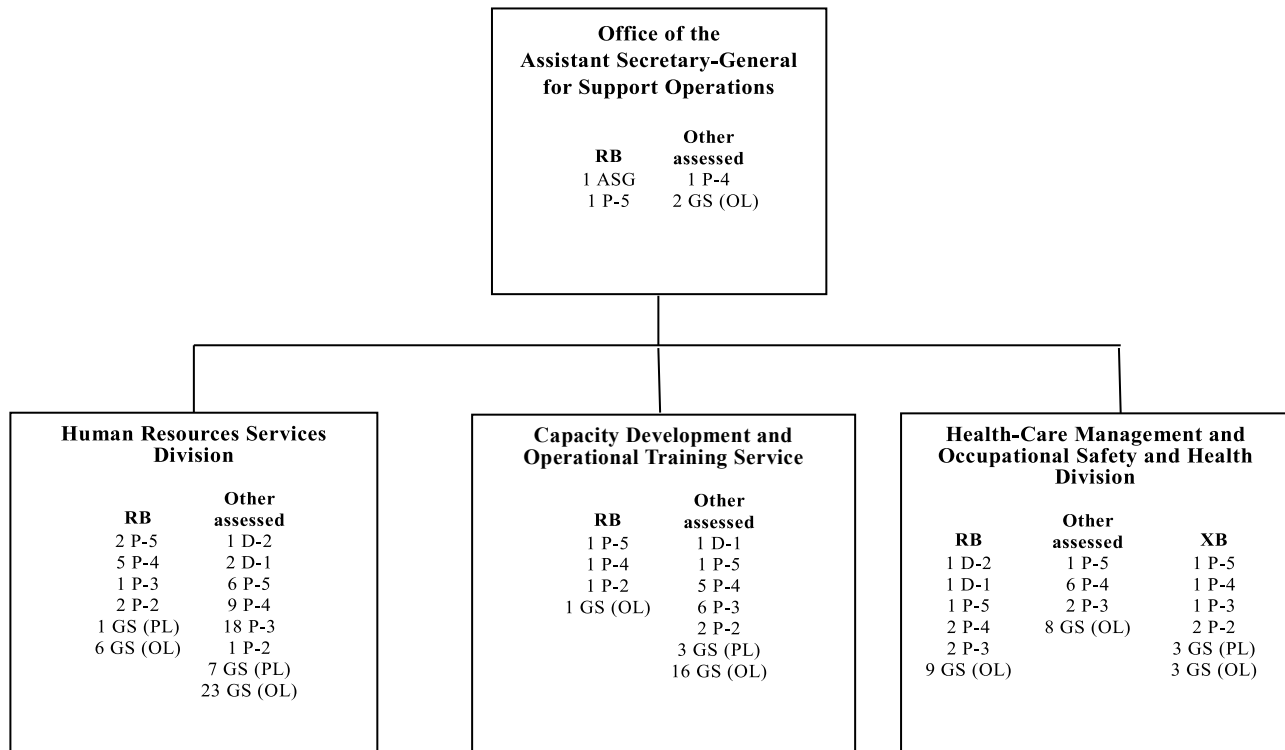 Office of the
Assistant Secretary-General
for Support Operations
RB Other assessed
1 ASG 1 P-4
1 P-5 2 GS (OL)
Human Resources Services
Division
RB Other assessed
2 P-5 1 D-2
5 P-4 2 D-1
1 P-3 6 P-5
2 P-2 9 P-4
1 GS (PL) 18 P-3
6 GS (OL) 1 P-2
7 GS (PL)
23 GS (OL)
Capacity Development and
Operational Training Service
RB Other assessed
1 P-5 1 D-1
1 P-4 1 P-5
1 P-2 5 P-4
1 GS (OL) 6 P-3
2 P-2
3 GS (PL)
16 GS (OL)
Health-Care Management and
Occupational Safety and Health
Division
RB Other assessed XB
1 D-2 1 P-5 1 P-5
1 D-1 6 P-4 1 P-4
1 P-5 2 P-3 1 P-3
2 P-4 8 GS (OL) 2 P-2
2 P-3 3 GS (PL)
9 GS (OL) 3 GS (OL)